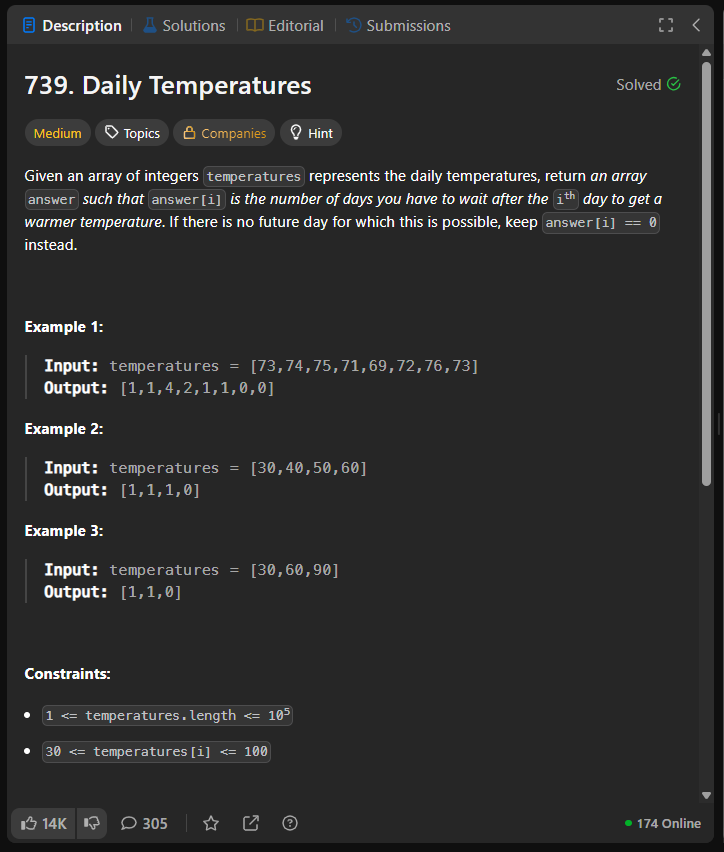 Description Solutions Editorial Submissions
739. Daily Temperatures Solved
Medium Topics Companies Hint
Given an array of integers temperatures represents the daily temperatures, return an array
answer such that answer[i] is the number of days you have to wait after the ith day to get a
warmer temperature. If there is no future day for which this is possible, keep answer[i] == 0
instead.
Example 1:
Input: temperatures = [73,74,75,71,69,72,76,73]
Output: [1,1,4,2,1,1,0,0]
Example 2:
Input: temperatures = [30,40,50,60]
Output: [1,1,1,0]
Example 3:
Input: temperatures = [30,60,90]
Output: [1,1,0]
Constraints:
1 <= temperatures.length <= 10⁵
30 <= temperatures[i] <= 100
14K 305 174 Online